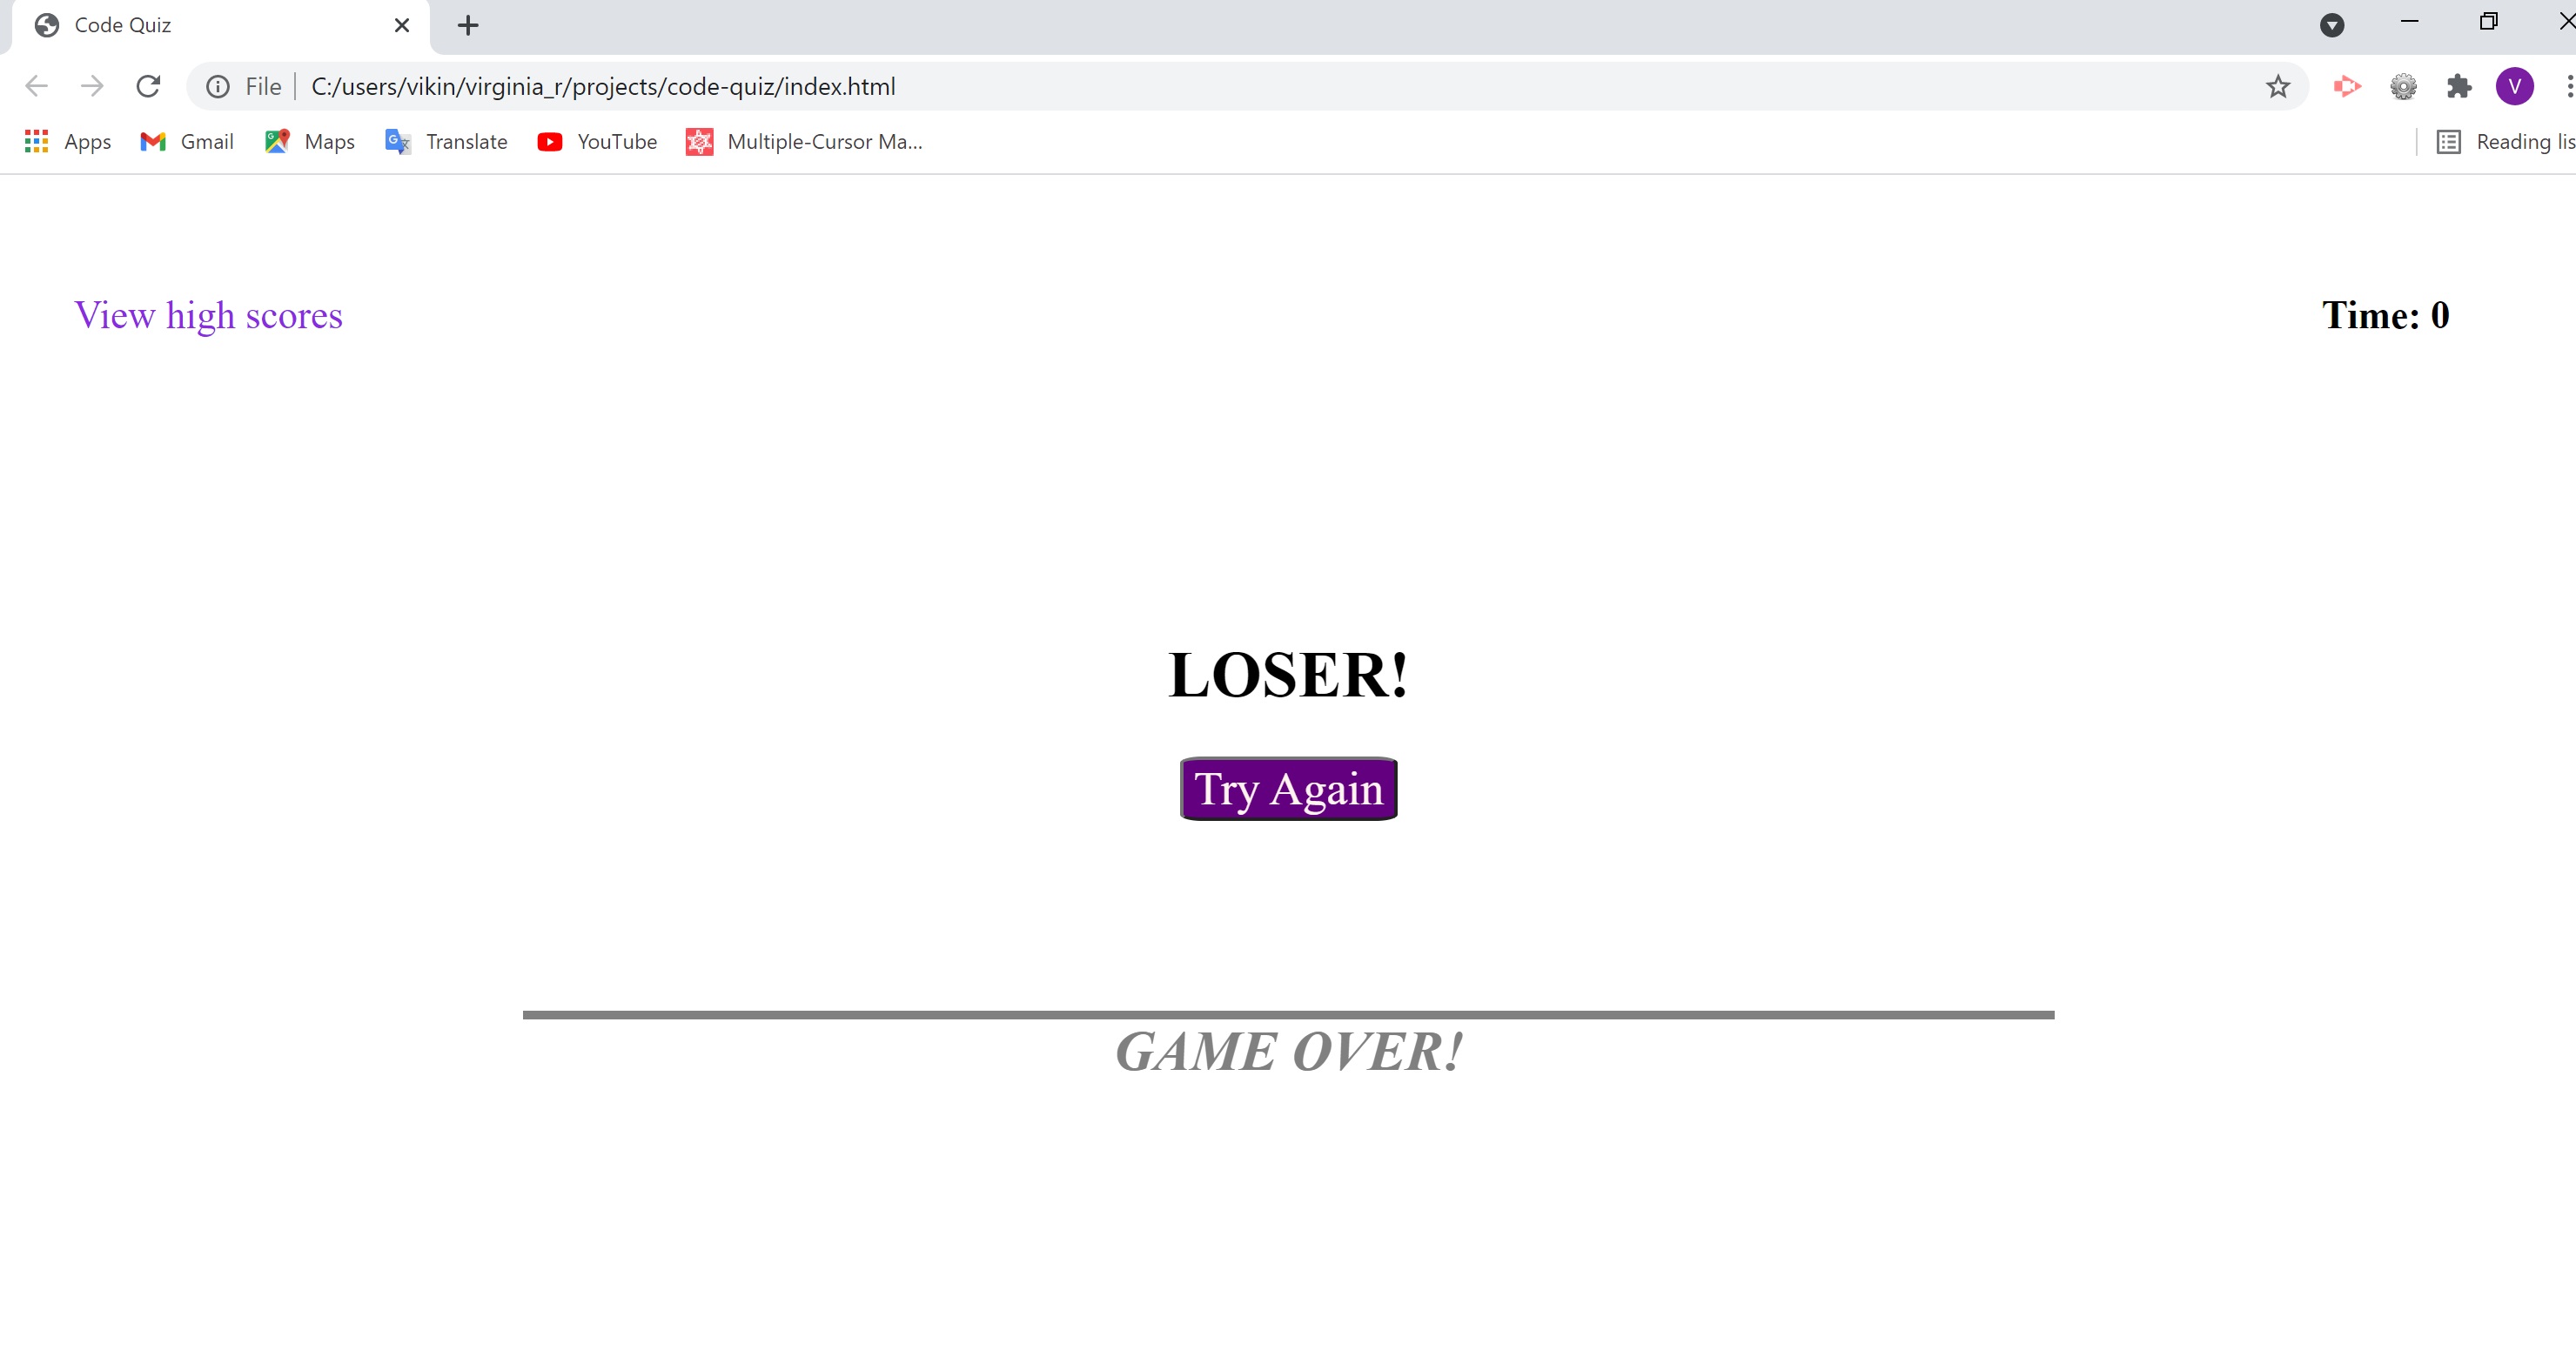 Code Quiz
File C:/users/vikin/virginia_r/projects/code-quiz/index.html V
Apps Gmail Maps Translate YouTube Multiple-Cursor Ma... Reading lis
View high scores Time: 0
LOSER!
Try Again
GAME OVER!